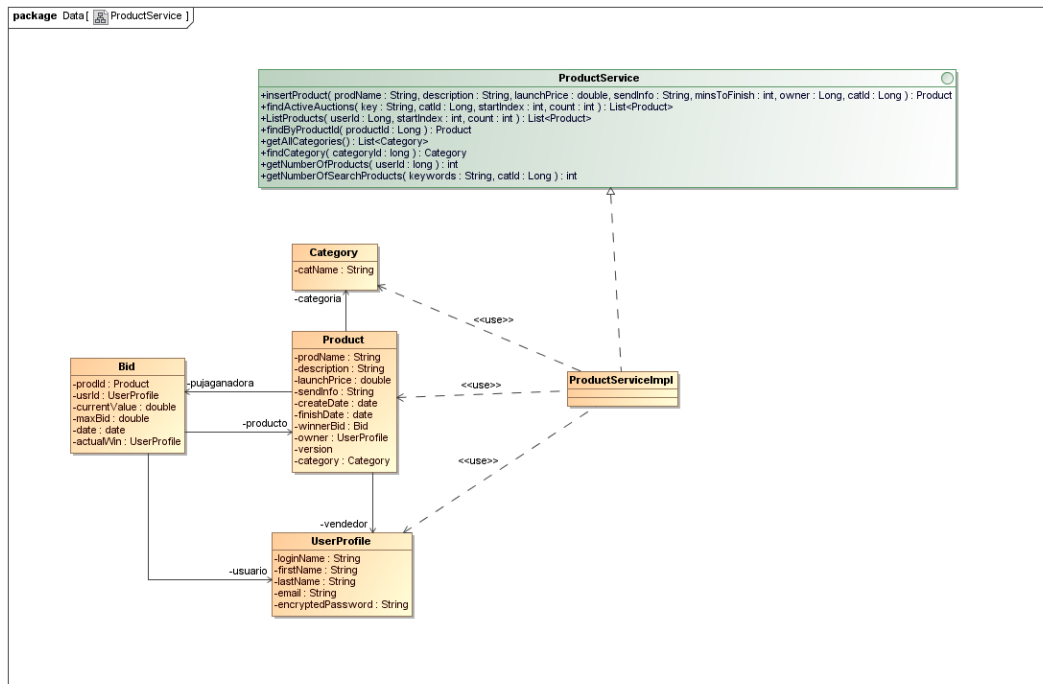 package Data[ ProductService ]
ProductService
+insertProduct( prodName : String, description : String, launchPrice : double, sendInfo : String, minsToFinish : int, owner : Long, catId : Long ) : Product
+findActiveAuctions( key : String, catId : Long, startIndex : int, count : int ) : List<Product>
+ListProducts( userId : Long, startIndex : int, count : int ) : List<Product>
+findByProductId( productId : Long ) : Product
+getAllCategories() : List<Category>
+findCategory( categoryId : long ) : Category
+getNumberOfProducts( userId : long ) : int
+getNumberOfSearchProducts( keywords : String, catId : Long ) : int
Category
-catName : String
-categoria
<<use>>
Product
-prodName : String
-description : String
-launchPrice : double
-sendInfo : String
-createDate : date
-finishDate : date
-winnerBid : Bid
-owner : UserProfile
-version
-category : Category
Bid
-prodId : Product
-usrId : UserProfile
-currentValue : double
-maxBid : double
-date : date
-actualWin : UserProfile
-pujaganadora
-producto
<<use>>
ProductServiceImpl
<<use>>
-vendedor
-usuario
UserProfile
-loginName : String
-firstName : String
-lastName : String
-email : String
-encryptedPassword : String